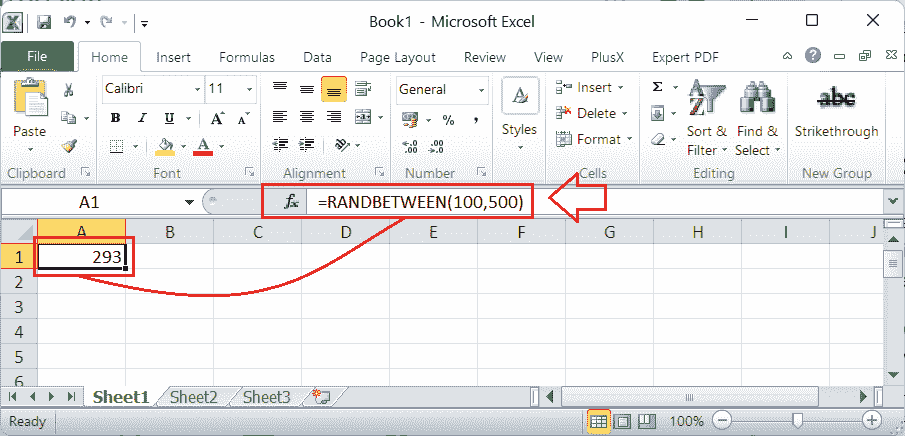 Book1 - Microsoft Excel
File Home Insert Formulas Data Page Layout Review View PlusX Expert PDF
Calibri 11 General Insert Σ abc
Paste B I U A A % , Styles Delete Sort & Filter Find & Select Strikethrough
A Format
Font Alignment Number Cells Editing New Group
A1 fx =RANDBETWEEN(100,500)
A B C D E F G H I J
1 293
2
3
4
5
6
Sheet1 Sheet2 Sheet3
Ready 100%